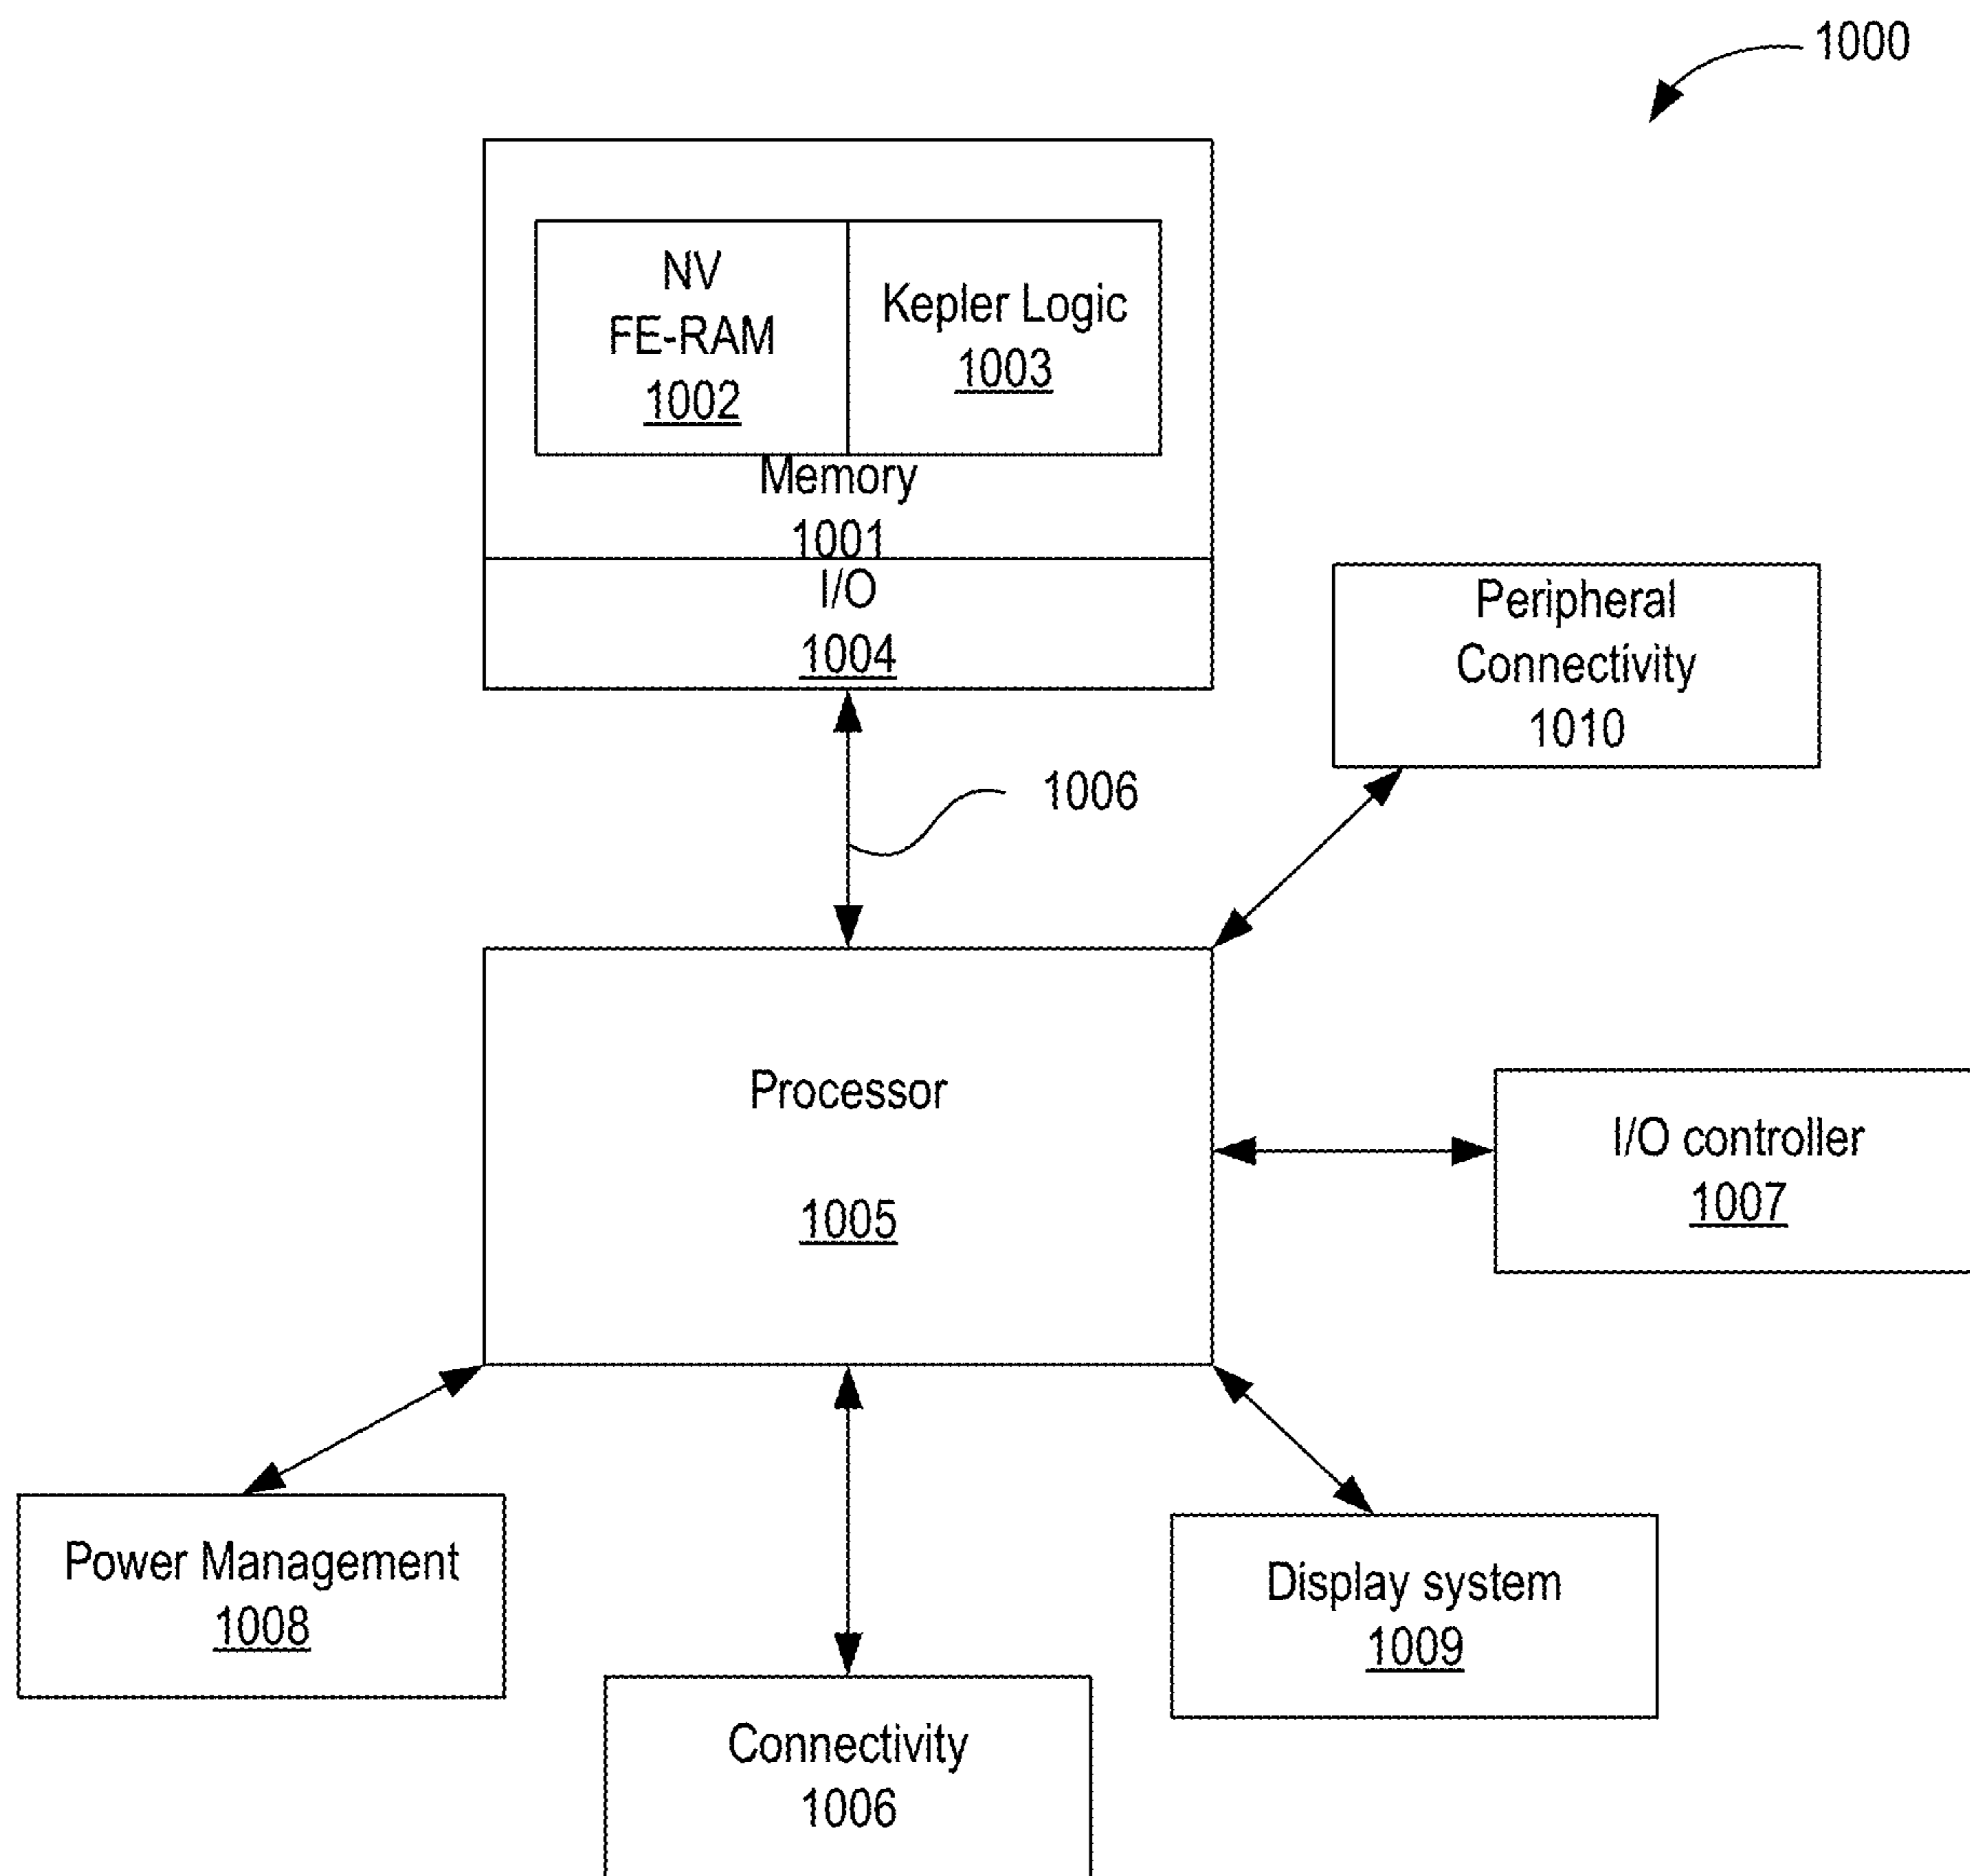 1000
NV
FE-RAM
1002
Kepler Logic
1003
Memory
1001
I/O
1004
Peripheral
Connectivity
1010
1006
Processor
1005
I/O controller
1007
Power Management
1008
Display system
1009
Connectivity
1006